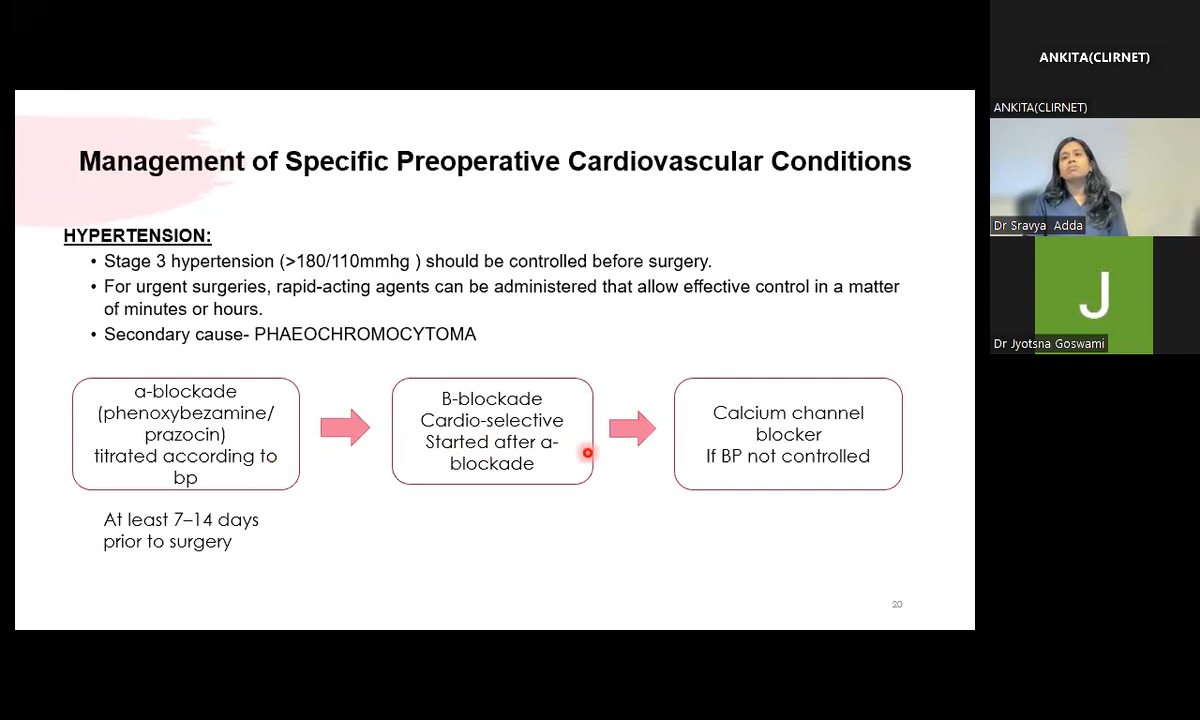 ANKITA(CLIRNET)
ANKITA(CLIRNET)
Dr Sravya Adda
Dr Jyotsna Goswami
J
Management of Specific Preoperative Cardiovascular Conditions
HYPERTENSION:
• Stage 3 hypertension (>180/110mmhg ) should be controlled before surgery.
• For urgent surgeries, rapid-acting agents can be administered that allow effective control in a matter
of minutes or hours.
• Secondary cause- PHAEOCHROMOCYTOMA
α-blockade
(phenoxybezamine/
prazocin)
titrated according to
bp
B-blockade
Cardio-selective
Started after α-
blockade
Calcium channel
blocker
If BP not controlled
At least 7–14 days
prior to surgery
20